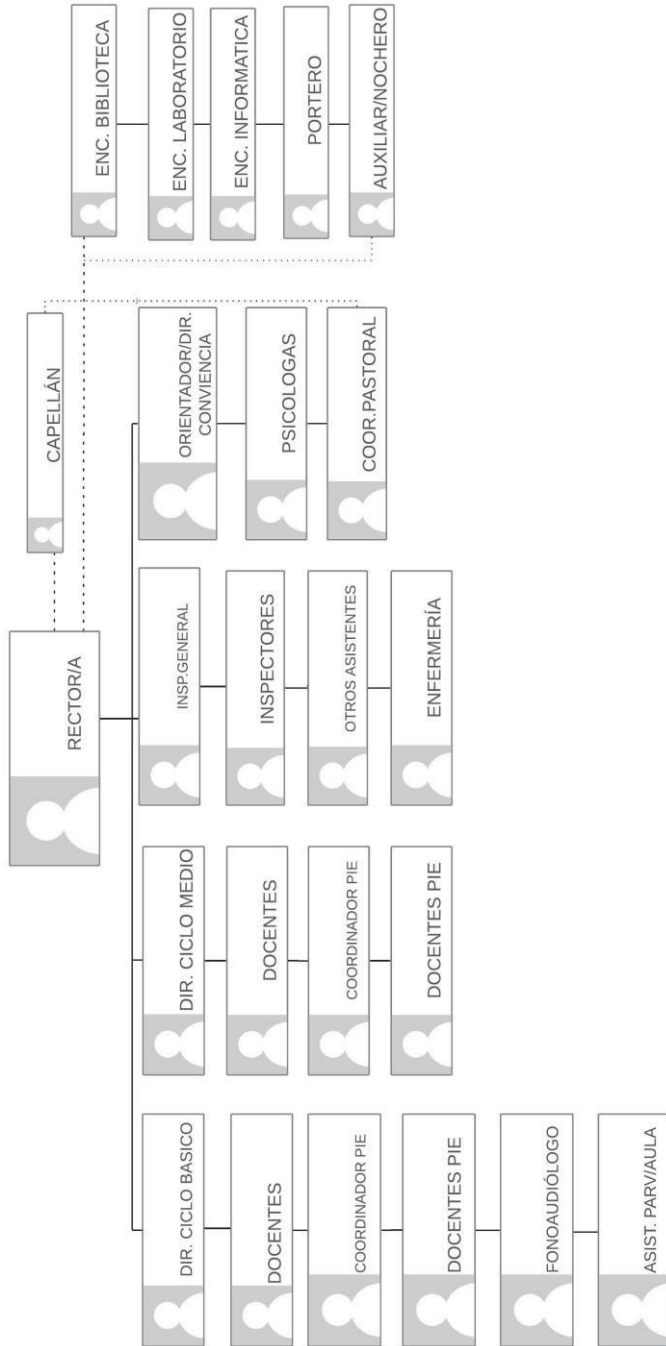 RECTOR/A
CAPELLÁN
DIR. CICLO BASICO
DOCENTES
COORDINADOR PIE
DOCENTES PIE
FONOAUDIÓLOGO
ASIST. PARV/AULA
DIR. CICLO MEDIO
DOCENTES
COORDINADOR PIE
DOCENTES PIE
INSP.GENERAL
INSPECTORES
OTROS ASISTENTES
ENFERMERÍA
ORIENTADOR/DIR.
CONVIENCIA
PSICOLOGAS
COOR.PASTORAL
ENC. BIBLIOTECA
ENC. LABORATORIO
ENC. INFORMATICA
PORTERO
AUXILIAR/NOCHERO